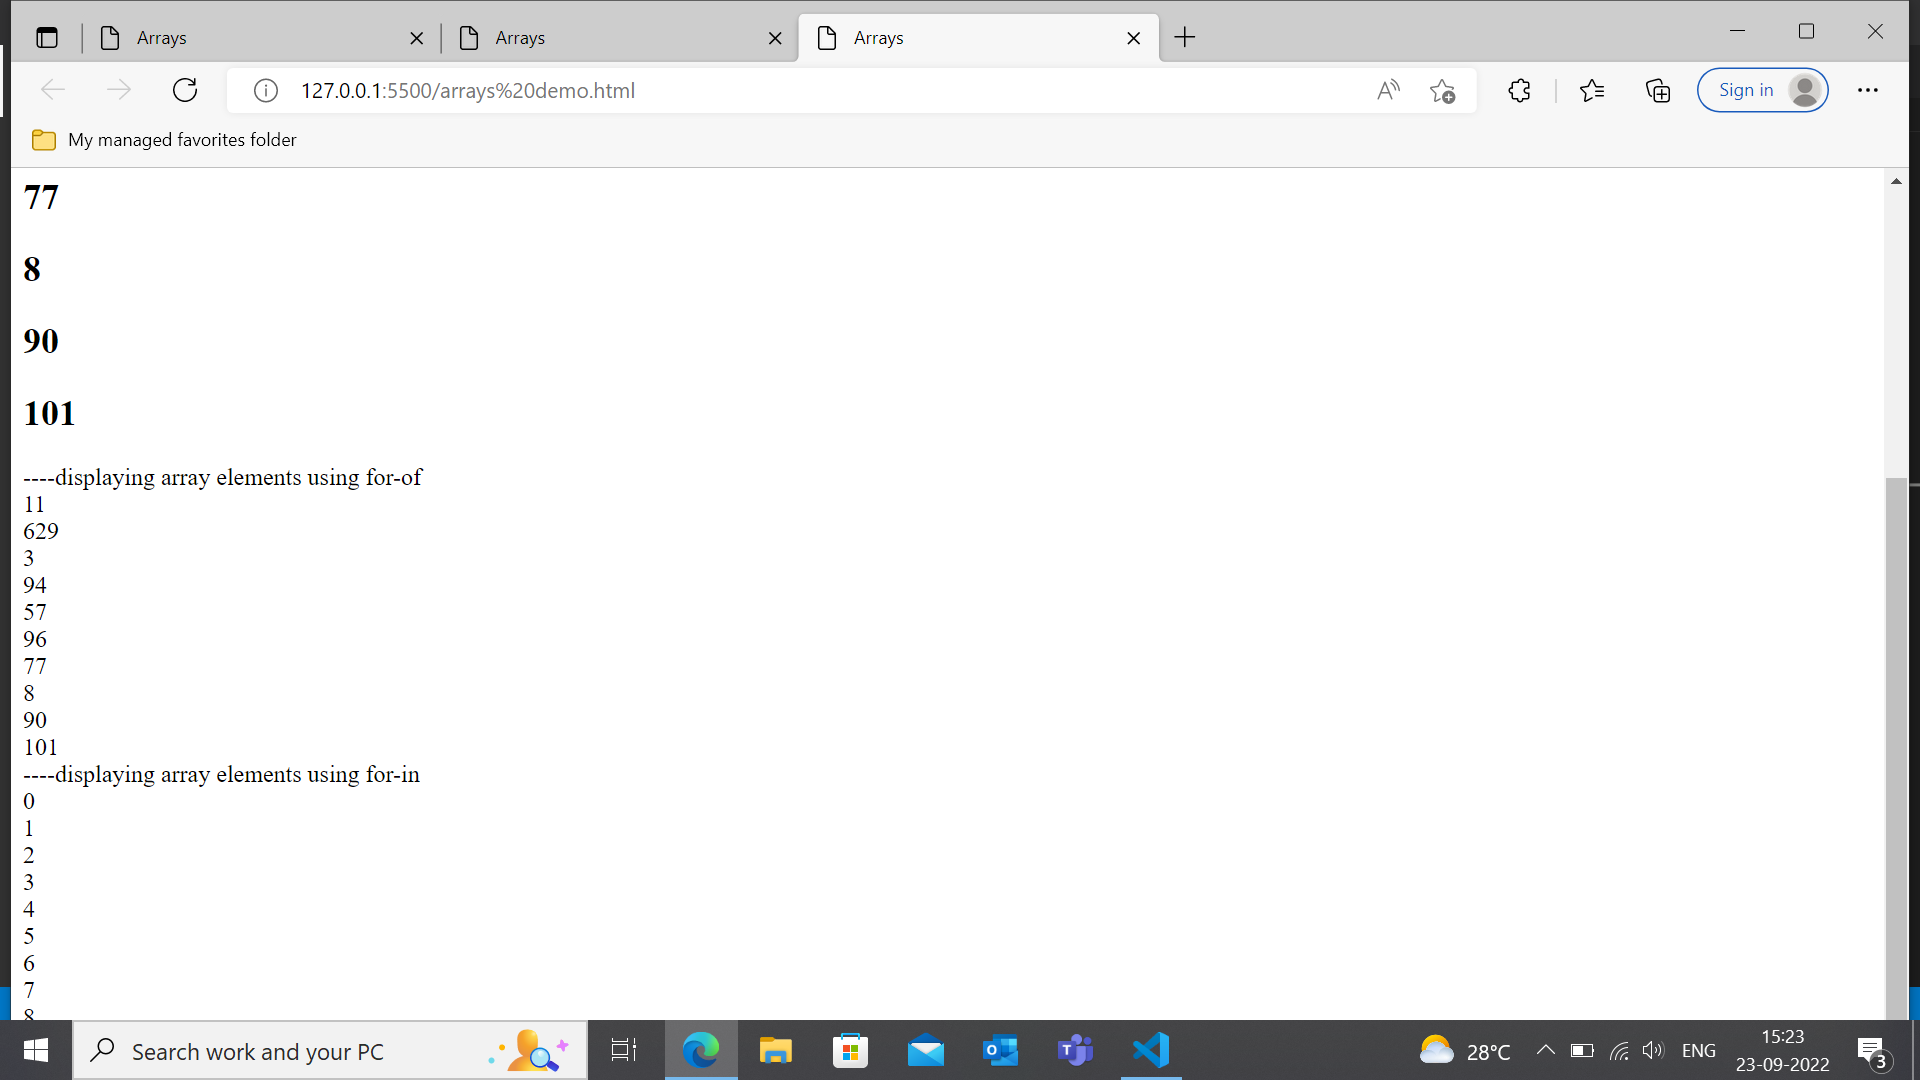 Arrays
Arrays
Arrays
127.0.0.1:5500/arrays%20demo.html
Sign in
My managed favorites folder
77
8
90
101
----displaying array elements using for-of
11
629
3
94
57
96
77
8
90
101
----displaying array elements using for-in
0
1
2
3
4
5
6
7
8
Search work and your PC
28°C
ENG
15:23
23-09-2022
3